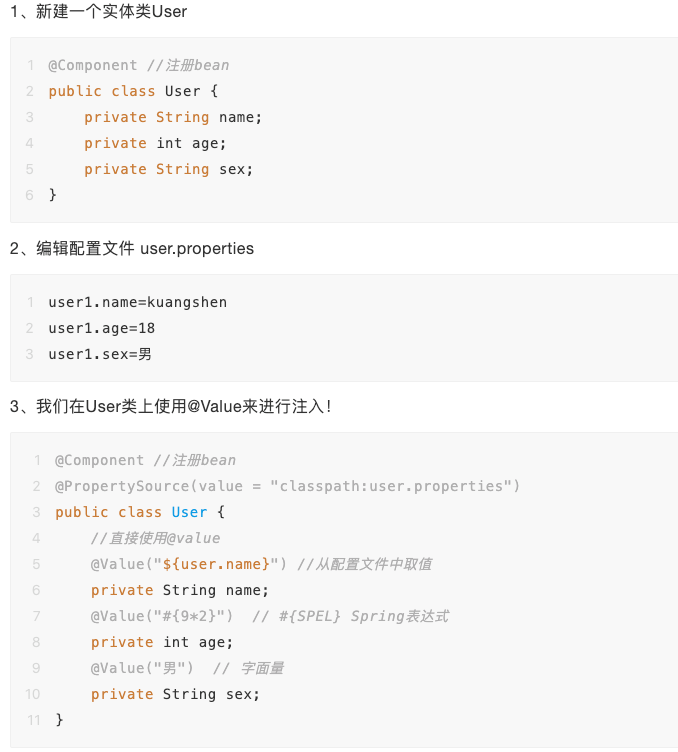 1、新建一个实体类User
1 @Component //注册bean
2 public class User {
3     private String name;
4     private int age;
5     private String sex;
6 }
2、编辑配置文件 user.properties
1 user1.name=kuangshen
2 user1.age=18
3 user1.sex=男
3、我们在User类上使用@Value来进行注入！
1 @Component //注册bean
2 @PropertySource(value = "classpath:user.properties")
3 public class User {
4     //直接使用@value
5     @Value("${user.name}") //从配置文件中取值
6     private String name;
7     @Value("#{9*2}")  // #{SPEL} Spring表达式
8     private int age;
9     @Value("男")  // 字面量
10     private String sex;
11 }